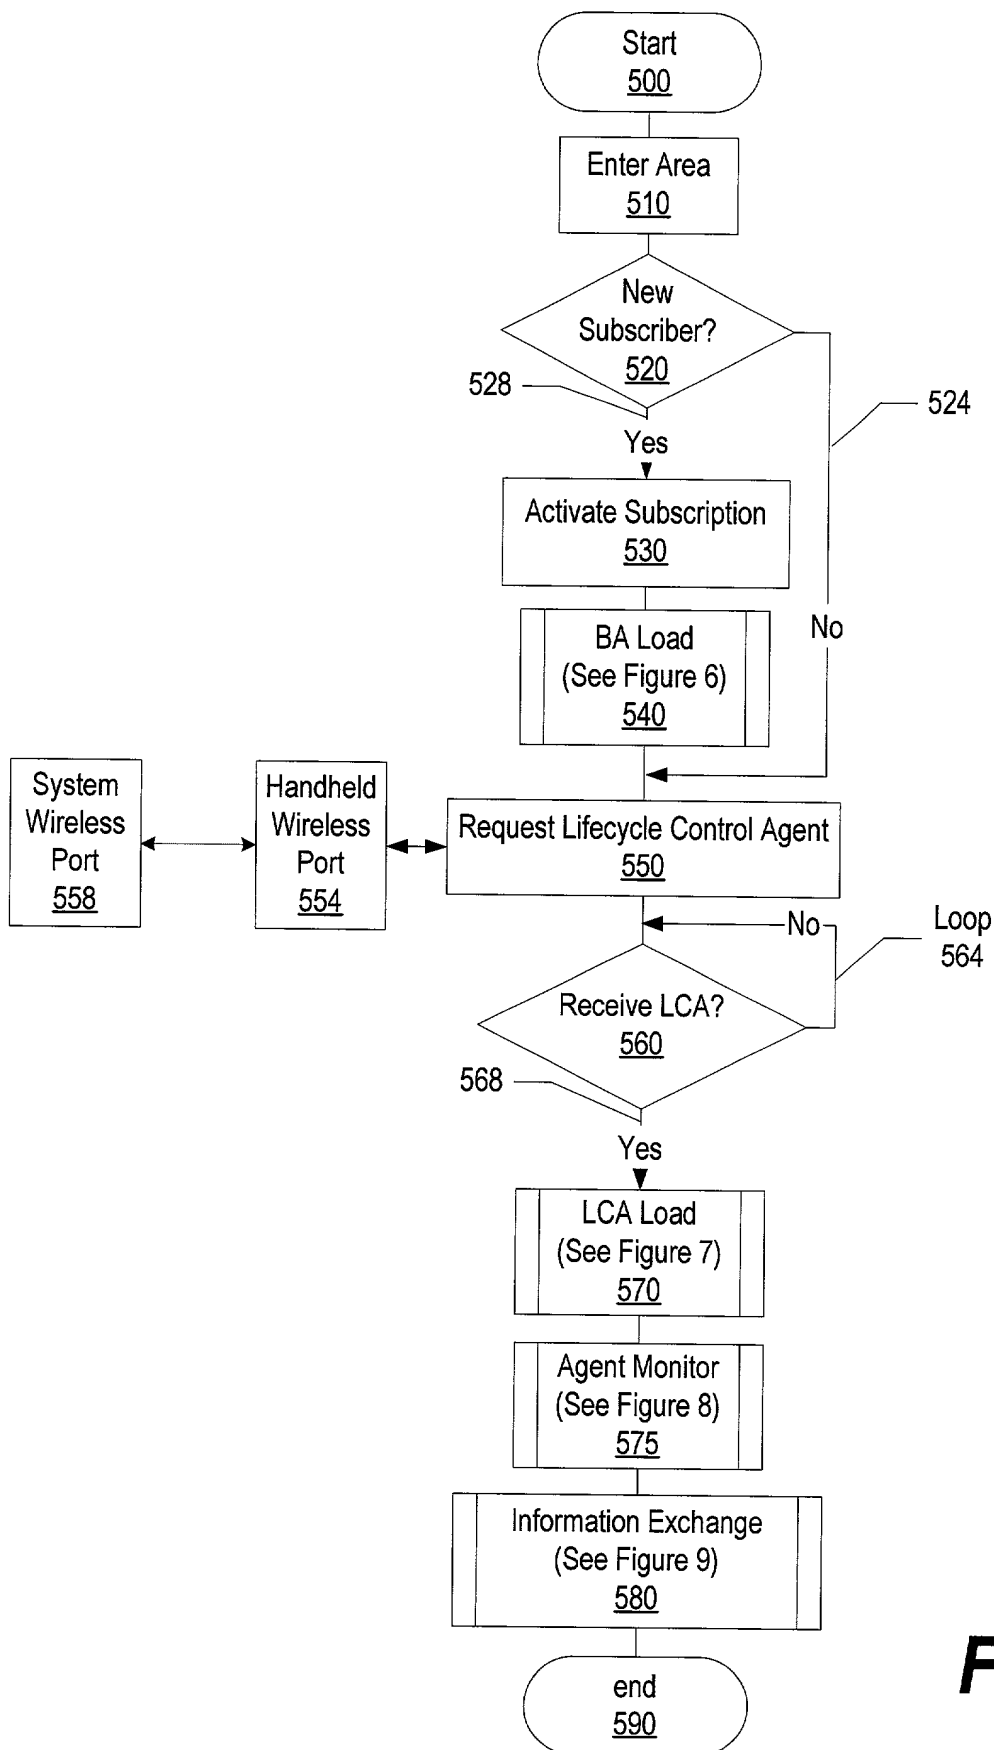 Start
500
Enter Area
510
New
Subscriber?
520
528
524
Yes
Activate Subscription
530
No
BA Load
(See Figure 6)
540
System
Wireless
Port
558
Handheld
Wireless
Port
554
Request Lifecycle Control Agent
550
No
Loop
564
Receive LCA?
560
568
Yes
LCA Load
(See Figure 7)
570
Agent Monitor
(See Figure 8)
575
Information Exchange
(See Figure 9)
580
F
end
590